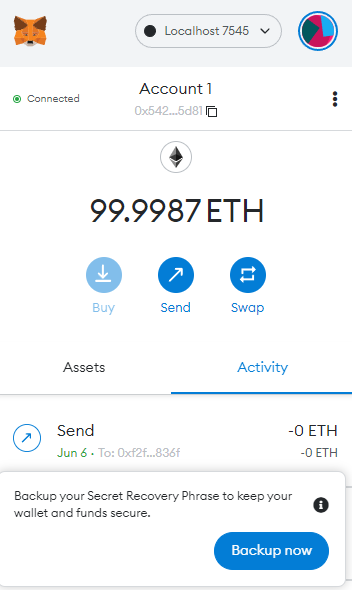 Localhost 7545
Connected
Account 1
0x542...5d81
99.9987 ETH
Buy
Send
Swap
Assets
Activity
Send
-0 ETH
Jun 6 · To: 0xf2f...836f
-0 ETH
Backup your Secret Recovery Phrase to keep your
wallet and funds secure.
Backup now